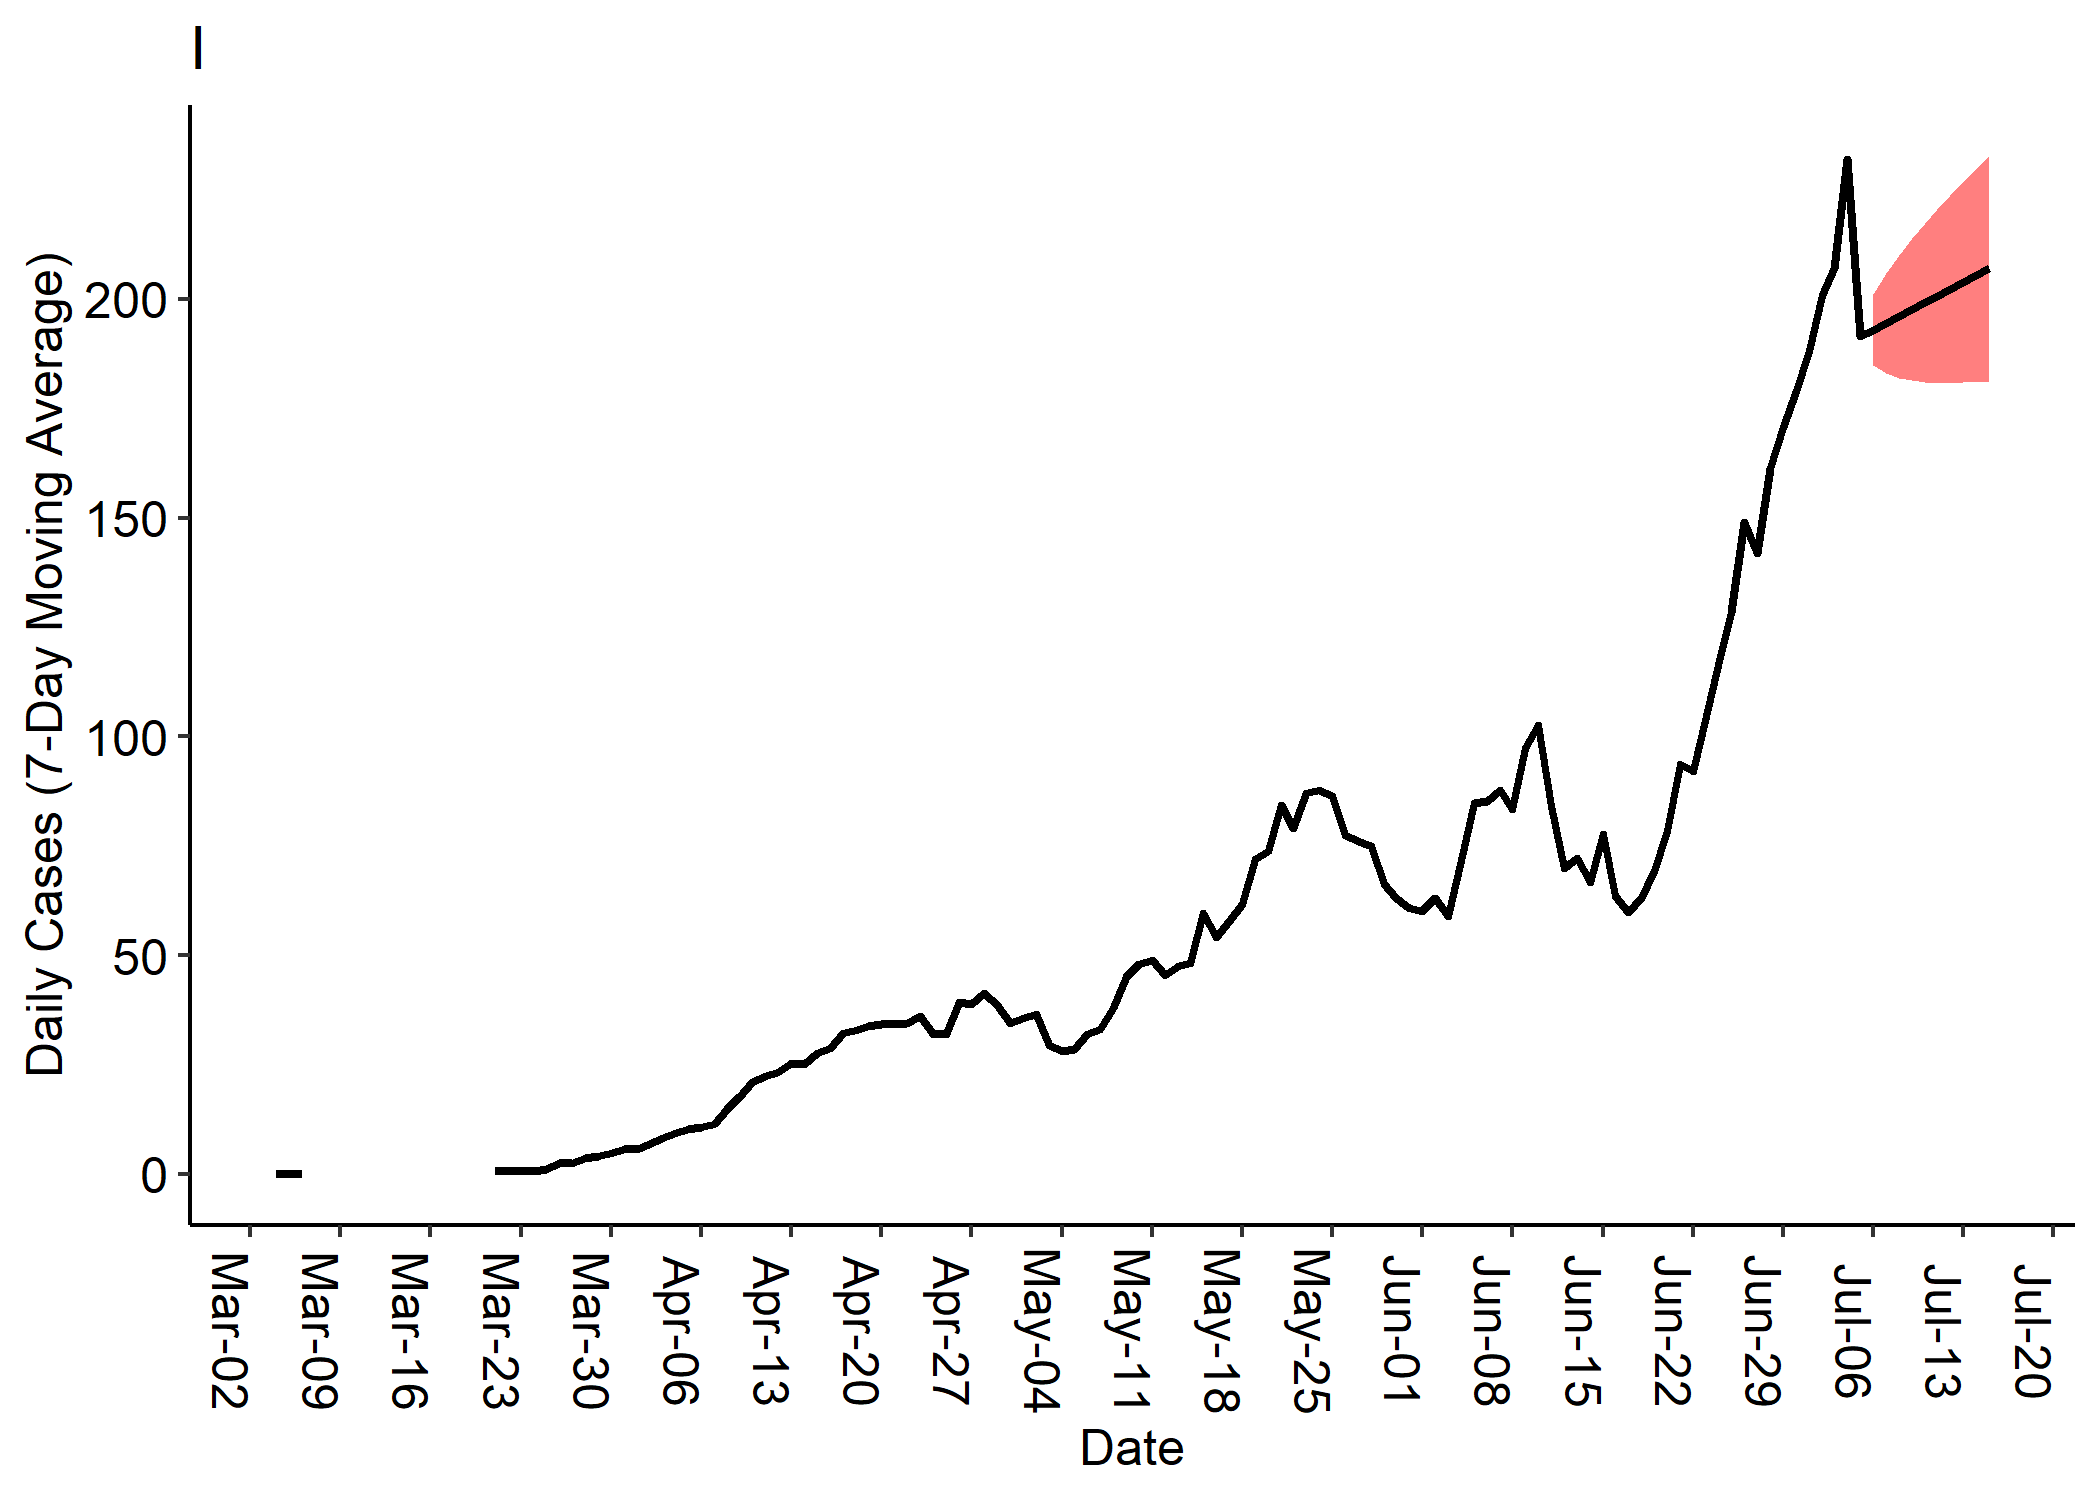 I
Daily Cases (7-Day Moving Average)
200
150
100
50
0
Mar-02
Mar-09
Mar-16
Mar-23
Mar-30
Apr-06
Apr-13
Apr-20
Apr-27
May-04
May-11
May-18
May-25
Jun-01
Jun-08
Jun-15
Jun-22
Jun-29
Jul-06
Jul-13
Jul-20
Date